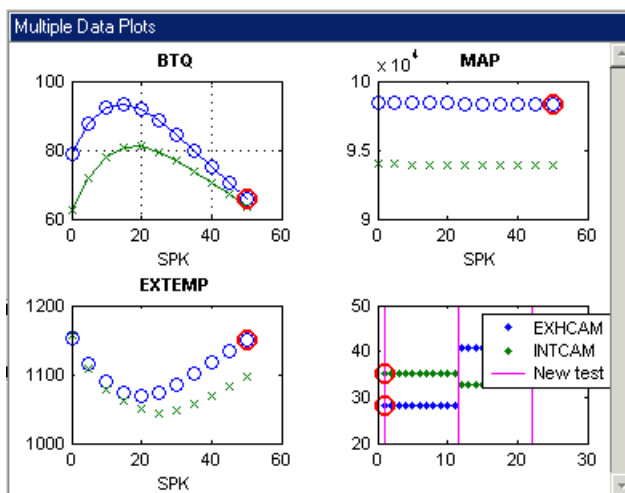 Multiple Data Plots
BTQ
100
80
60
0 20 40 60
SPK
MAP
x 10^4
10
9.5
9
0 20 40 60
SPK
EXTEMP
1200
1100
1000
0 20 40 60
SPK
50
40
30
20
0 10 20 30
EXHCAM
INTCAM
New test